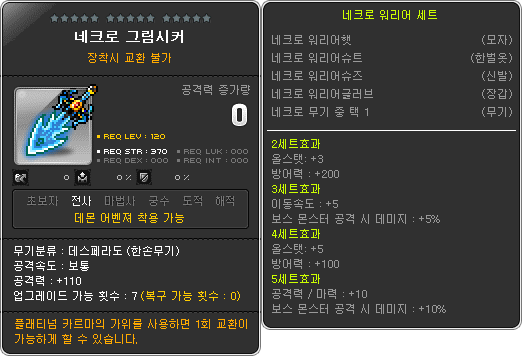 네크로 그림시커
장착시 교환 불가
공격력 증가량
0
REQ LEV : 120
REQ STR : 370
REQ LUK : 000
REQ DEX : 000
REQ INT : 000
0
0 %
0 %
초보자 전사 마법사 궁수 도적 해적
데몬 어벤져 착용 가능
무기분류 : 데스페라도 (한손무기)
공격속도 : 보통
공격력 : +110
업그레이드 가능 횟수 : 7 (복구 가능 횟수 : 0)
플래티넘 카르마의 가위를 사용하면 1회 교환이
가능하게 할 수 있습니다.
네크로 워리어 세트
네크로 워리어햇 (모자)
네크로 워리어슈트 (한벌옷)
네크로 워리어슈즈 (신발)
네크로 워리어글러브 (장갑)
네크로 무기 중 택 1 (무기)
2세트효과
올스탯: +3
방어력 : +200
3세트효과
이동속도 : +5
보스 몬스터 공격 시 데미지 : +5%
4세트효과
올스탯: +5
방어력 : +100
5세트효과
공격력 / 마력 : +10
보스 몬스터 공격 시 데미지 : +10%